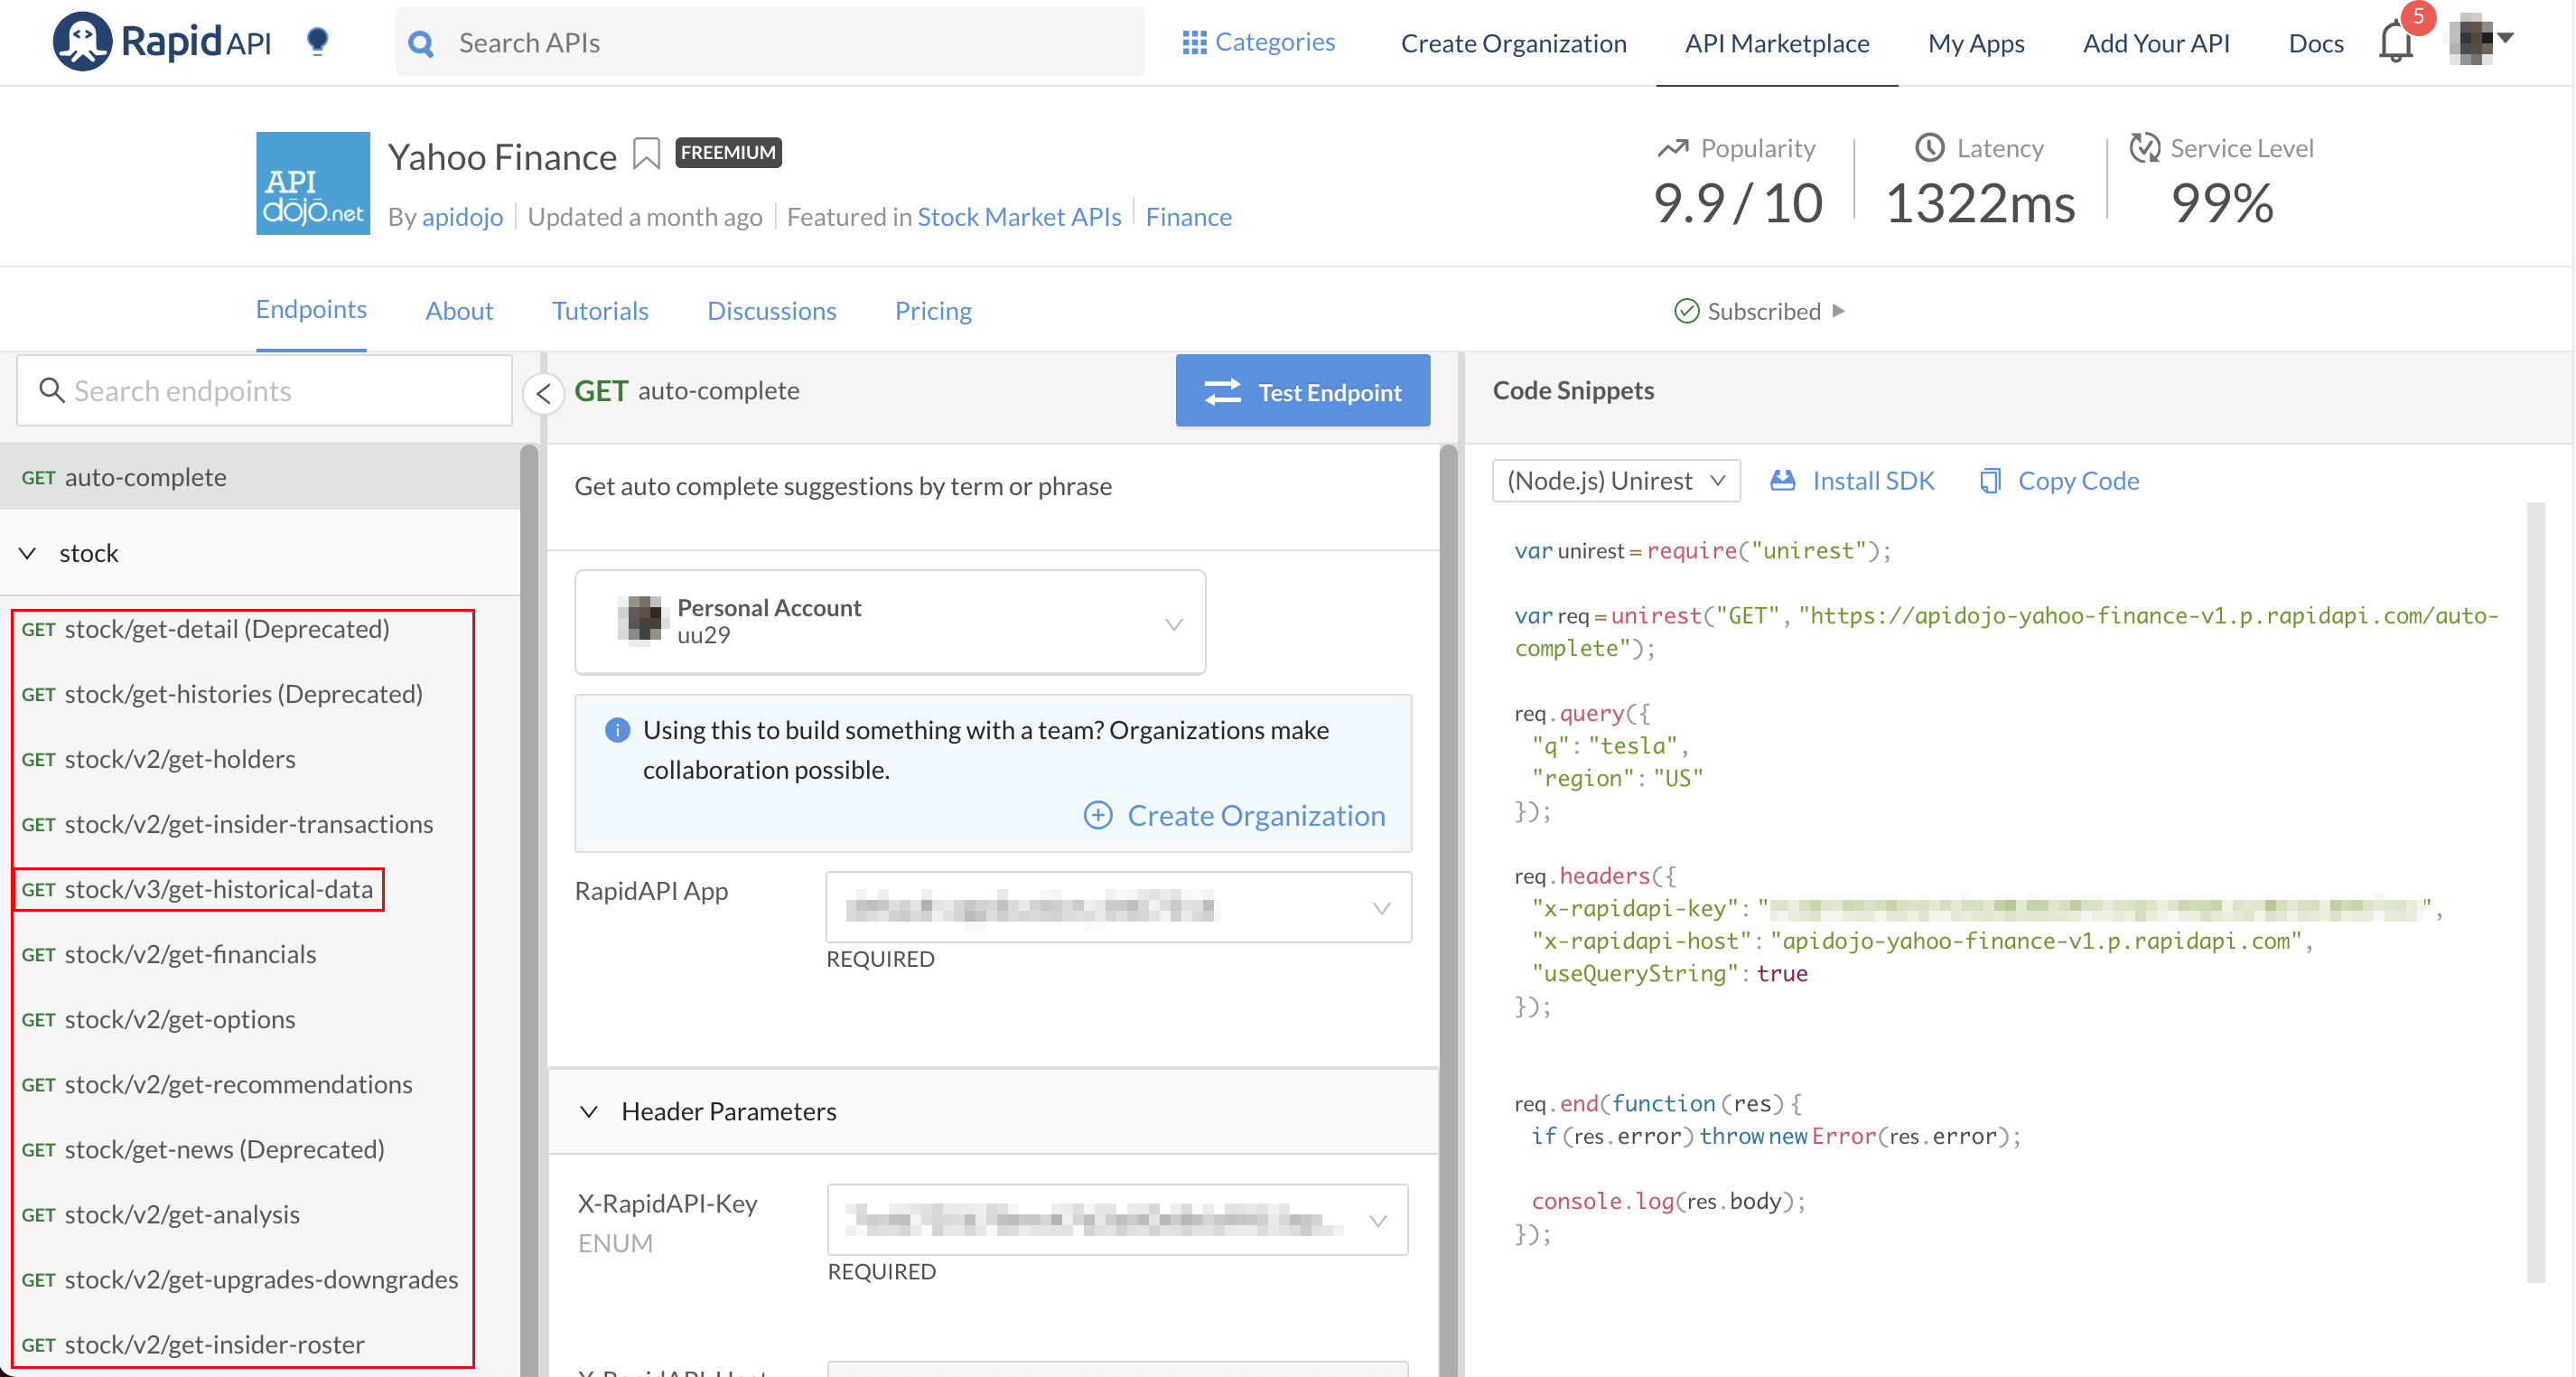 RapidAPI
Search APIs
Categories
Create Organization
API Marketplace
My Apps
Add Your API
Docs
5
API
dōjō.net
Yahoo Finance
FREEMIUM
By apidojo
Updated a month ago
Featured in Stock Market APIs
Finance
Popularity
9.9 / 10
Latency
1322ms
Service Level
99%
Endpoints
About
Tutorials
Discussions
Pricing
Subscribed
Search endpoints
GET auto-complete
stock
GET stock/get-detail (Deprecated)
GET stock/get-histories (Deprecated)
GET stock/v2/get-holders
GET stock/v2/get-insider-transactions
GET stock/v3/get-historical-data
GET stock/v2/get-financials
GET stock/v2/get-options
GET stock/v2/get-recommendations
GET stock/get-news (Deprecated)
GET stock/v2/get-analysis
GET stock/v2/get-upgrades-downgrades
GET stock/v2/get-insider-roster
GET auto-complete
Test Endpoint
Get auto complete suggestions by term or phrase
Personal Account
uu29
Using this to build something with a team? Organizations make
collaboration possible.
Create Organization
RapidAPI App
REQUIRED
Header Parameters
X-RapidAPI-Key
ENUM
REQUIRED
Code Snippets
(Node.js) Unirest
Install SDK
Copy Code
var unirest = require("unirest");
var req = unirest("GET", "https://apidojo-yahoo-finance-v1.p.rapidapi.com/auto-
complete");
req.query({
"q": "tesla",
"region": "US"
});
req.headers({
"x-rapidapi-key": "",
"x-rapidapi-host": "apidojo-yahoo-finance-v1.p.rapidapi.com",
"useQueryString": true
});
req.end(function (res) {
if (res.error) throw new Error(res.error);
console.log(res.body);
});